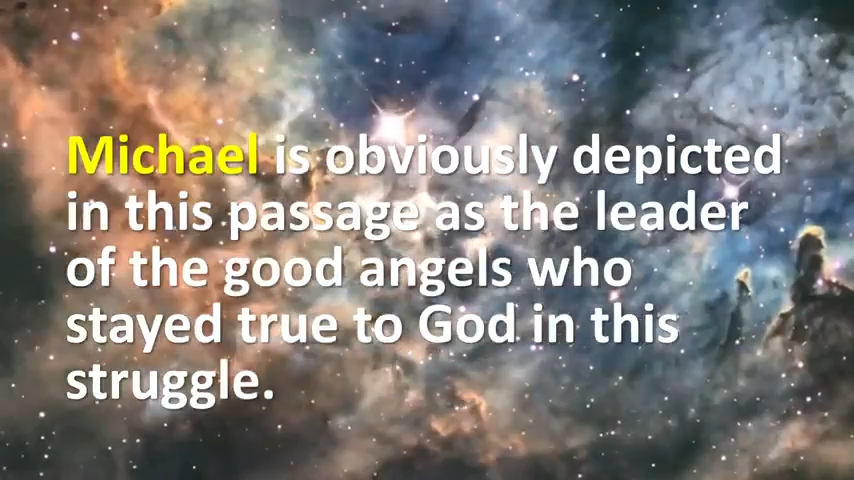 Michael is obviously depicted
in this passage as the leader
of the good angels who
stayed true to God in this
struggle.